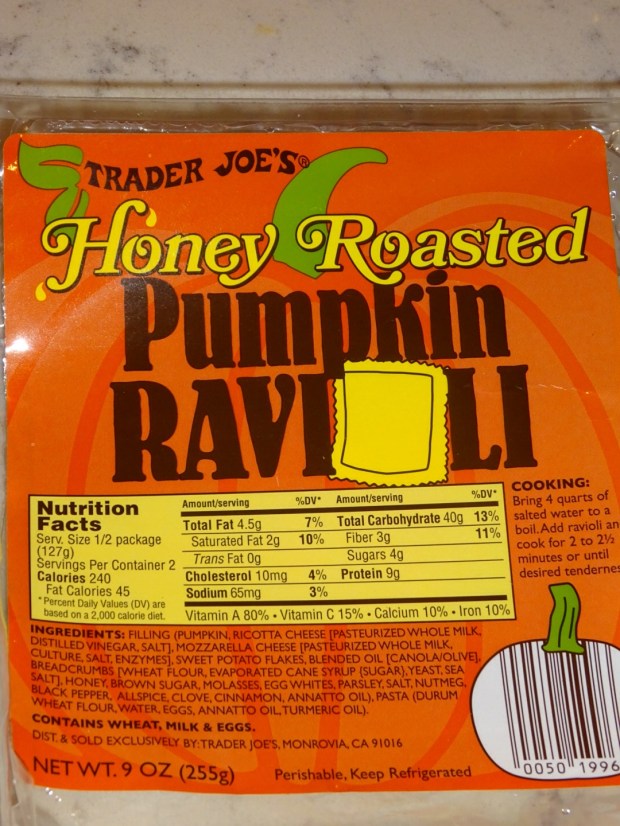 TRADER JOE'S®
Honey Roasted
Pumpkin
RAVIOLI
Nutrition
Facts
Serv. Size 1/2 package
(127g)
Servings Per Container 2
Calories 240
Fat Calories 45
*Percent Daily Values (DV) are
based on a 2,000 calorie diet.
Amount/serving %DV* Amount/serving %DV*
Total Fat 4.5g 7% Total Carbohydrate 40g 13%
Saturated Fat 2g 10% Fiber 3g 11%
Trans Fat 0g Sugars 4g
Cholesterol 10mg 4% Protein 9g
Sodium 65mg 3%
Vitamin A 80% • Vitamin C 15% • Calcium 10% • Iron 10%
COOKING:
Bring 4 quarts of
salted water to a
boil. Add ravioli an
cook for 2 to 2½
minutes or until
desired tendernes
INGREDIENTS: FILLING (PUMPKIN, RICOTTA CHEESE [PASTEURIZED WHOLE MILK,
DISTILLED VINEGAR, SALT], MOZZARELLA CHEESE [PASTEURIZED WHOLE MILK,
CULTURE, SALT, ENZYMES], SWEET POTATO FLAKES, BLENDED OIL [CANOLA/OLIVE],
BREADCRUMBS [WHEAT FLOUR, EVAPORATED CANE SYRUP {SUGAR}, YEAST, SEA
SALT], HONEY, BROWN SUGAR, MOLASSES, EGG WHITES, PARSLEY, SALT, NUTMEG,
BLACK PEPPER, ALLSPICE, CLOVE, CINNAMON, ANNATTO OIL), PASTA (DURUM
WHEAT FLOUR, WATER, EGGS, ANNATTO OIL, TURMERIC OIL).
CONTAINS WHEAT, MILK & EGGS.
DIST. & SOLD EXCLUSIVELY BY: TRADER JOE'S, MONROVIA, CA 91016
NET WT. 9 OZ (255g) Perishable, Keep Refrigerated
0050 1996